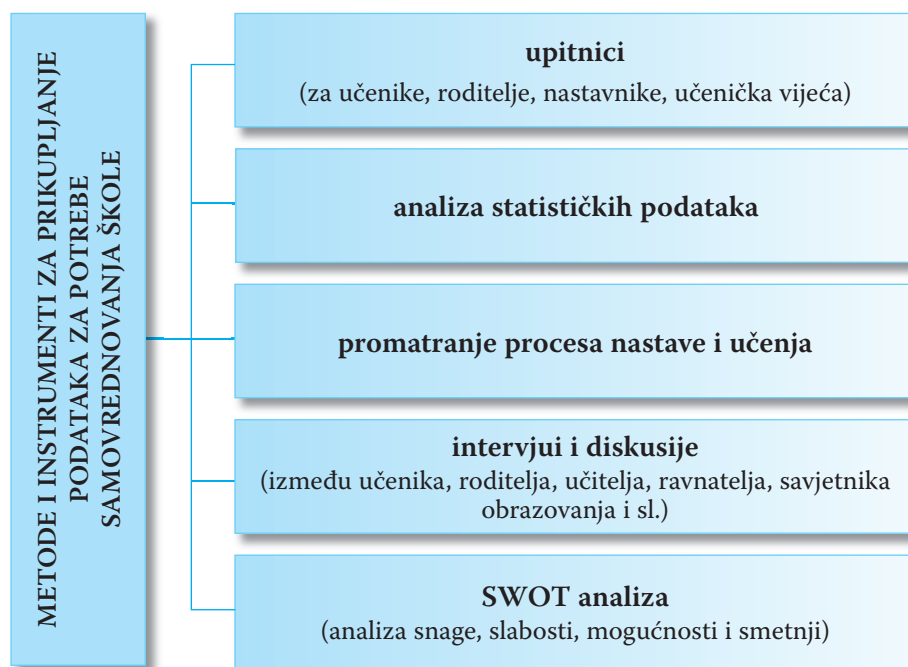 METODE I INSTRUMENTI ZA PRIKUPLJANJE
PODATAKA ZA POTREBE
SAMOVREDNOVANJA ŠKOLE
upitnici
(za učenike, roditelje, nastavnike, učenička vijeća)
analiza statističkih podataka
promatranje procesa nastave i učenja
intervjui i diskusije
(između učenika, roditelja, učitelja, ravnatelja, savjetnika
obrazovanja i sl.)
SWOT analiza
(analiza snage, slabosti, mogućnosti i smetnji)